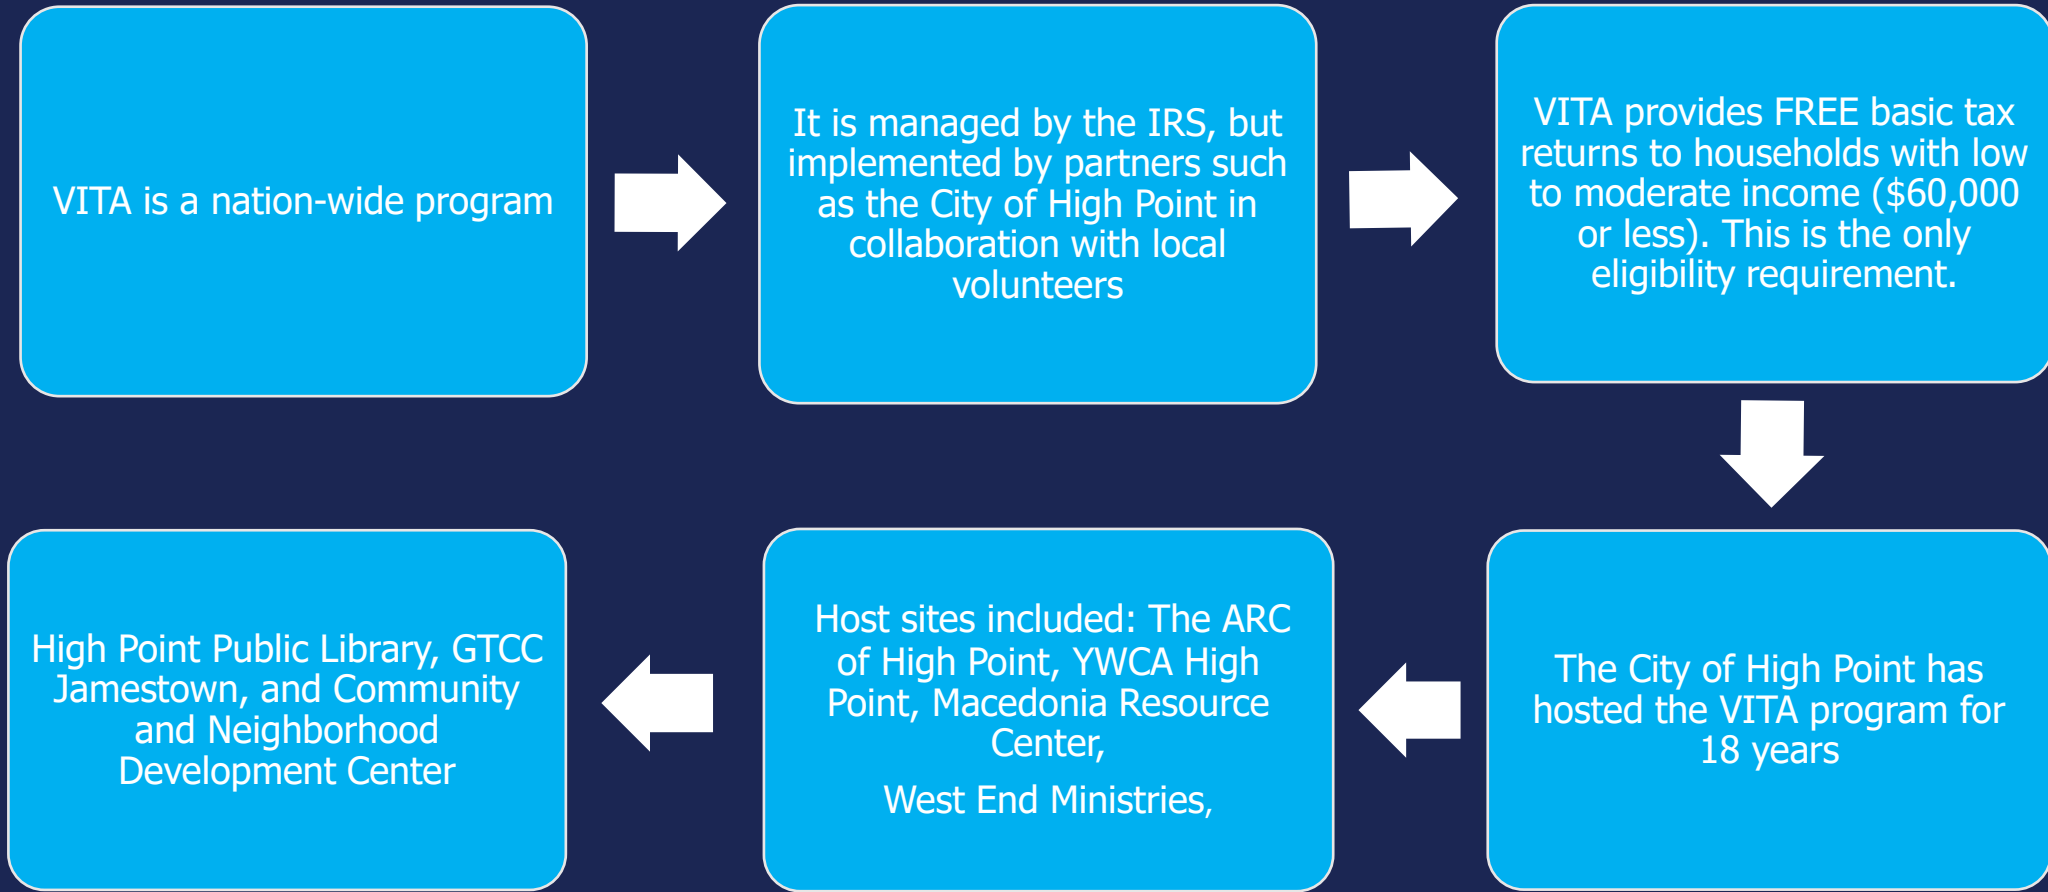 VITA is a nation-wide program
It is managed by the IRS, but
implemented by partners such
as the City of High Point in
collaboration with local
volunteers
VITA provides FREE basic tax
returns to households with low
to moderate income ($60,000
or less). This is the only
eligibility requirement.
The City of High Point has
hosted the VITA program for
18 years
Host sites included: The ARC
of High Point, YWCA High
Point, Macedonia Resource
Center,
West End Ministries,
High Point Public Library, GTCC
Jamestown, and Community
and Neighborhood
Development Center